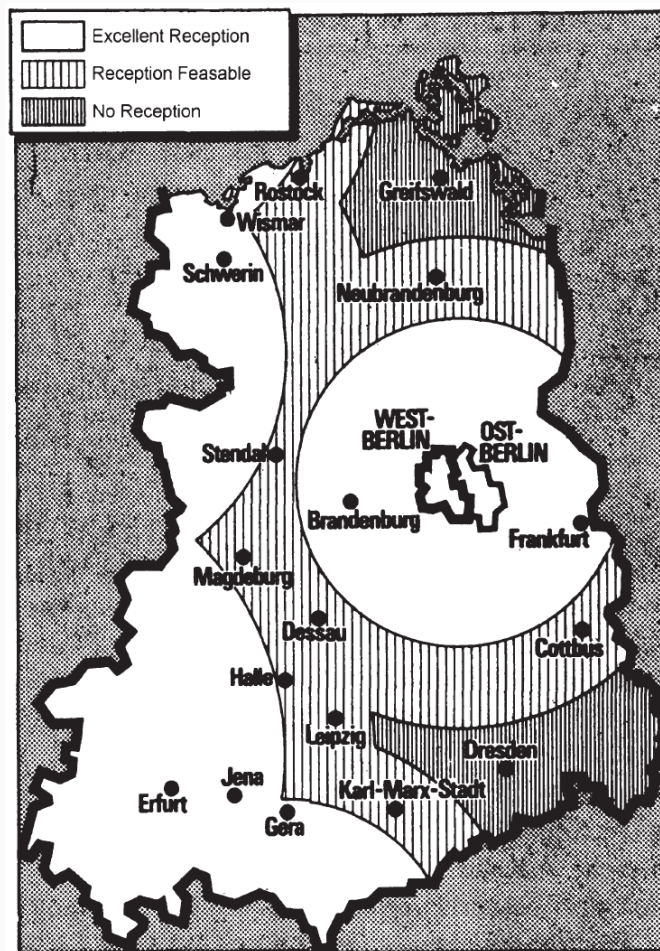 Excellent Reception
Reception Feasable
No Reception
Rostock
Greifswald
Wismar
Schwerin
Neubrandenburg
WEST-
BERLIN
OST-
BERLIN
Stendal
Brandenburg
Frankfurt
Magdeburg
Dessau
Cottbus
Halle
Leipzig
Dresden
Jena
Karl-Marx-Stadt
Erfurt
Gera